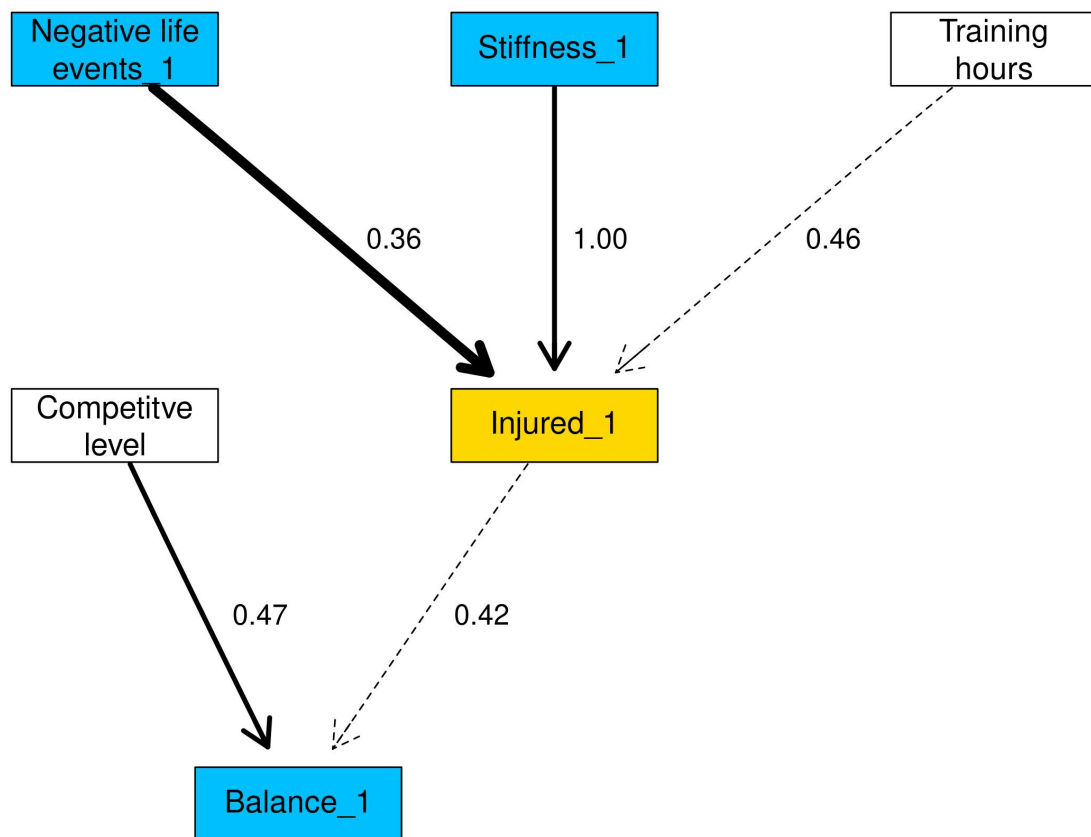 Negative life
events_1
Stiffness_1
Training
hours
0.36
1.00
0.46
Competitve
level
Injured_1
0.47
0.42
Balance_1